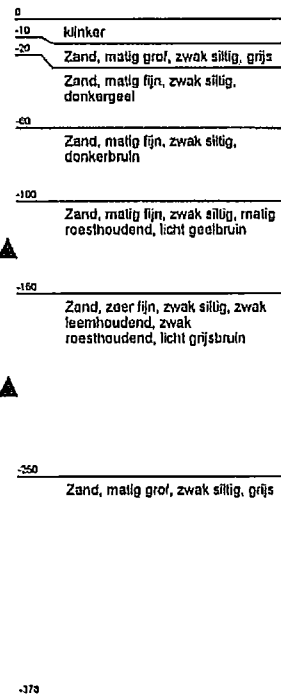 0
klinker
-10
Zand, matig grof, zwak siltig, grijs
-20
Zand, matig fijn, zwak siltig,
donkergeel
-60
Zand, matig fijn, zwak siltig,
donkerbruin
-100
Zand, matig fijn, zwak siltig, matig
roesthoudend, licht geelbruin
-160
Zand, zeer fijn, zwak siltig, zwak
leemhoudend, zwak
roesthoudend, licht grijsbruin
-250
Zand, matig grof, zwak siltig, grijs